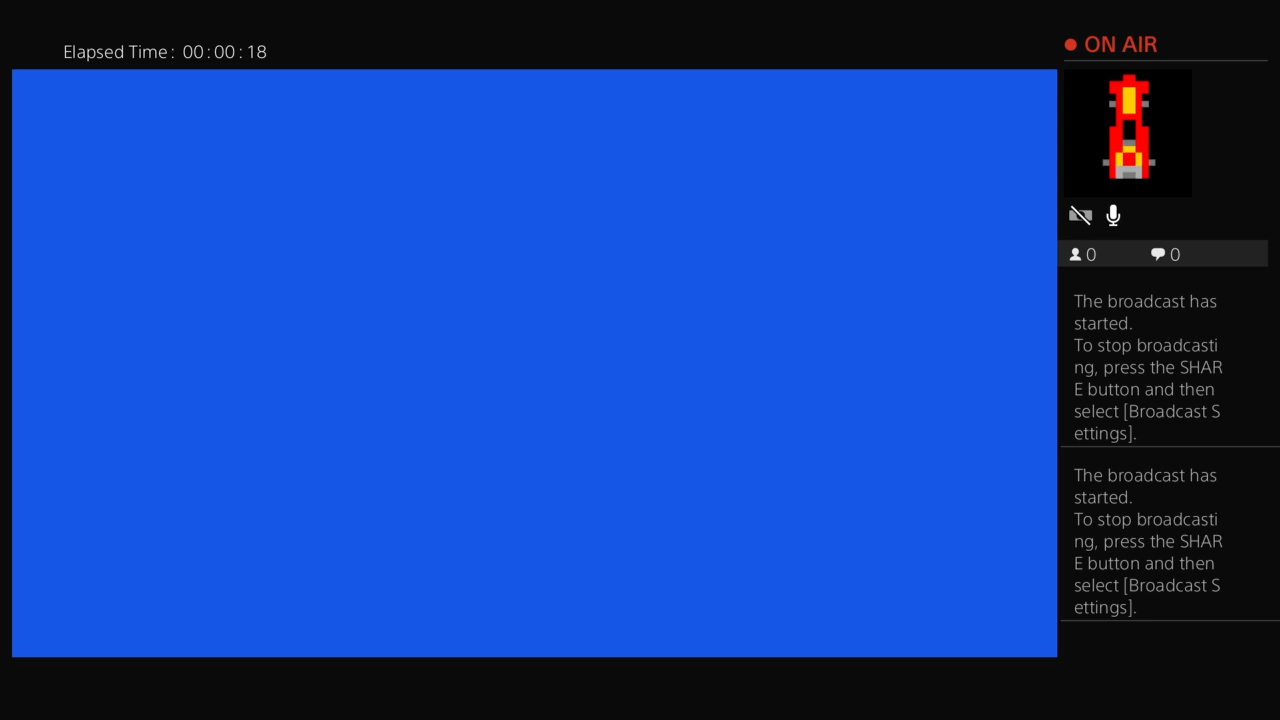 Elapsed Time: 00:00:18
ON AIR
0
0
The broadcast has
started.
To stop broadcasti
ng, press the SHAR
E button and then
select [Broadcast S
ettings].
The broadcast has
started.
To stop broadcasti
ng, press the SHAR
E button and then
select [Broadcast S
ettings].